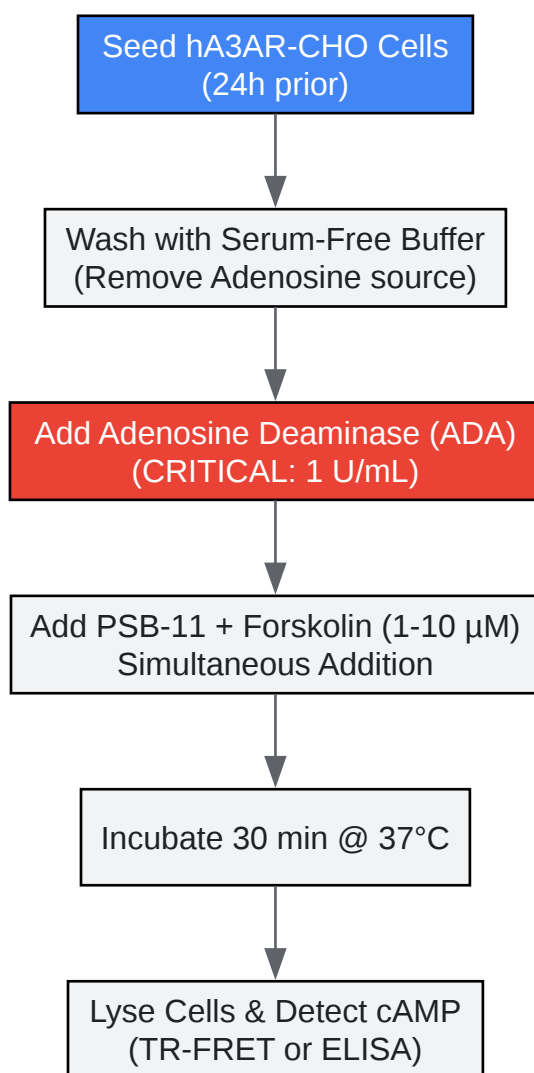 Seed hA3AR-CHO Cells
(24h prior)
Wash with Serum-Free Buffer
(Remove Adenosine source)
Add Adenosine Deaminase (ADA)
(CRITICAL: 1 U/mL)
Add PSB-11 + Forskolin (1-10 µM)
Simultaneous Addition
Incubate 30 min @ 37°C
Lyse Cells & Detect cAMP
(TR-FRET or ELISA)